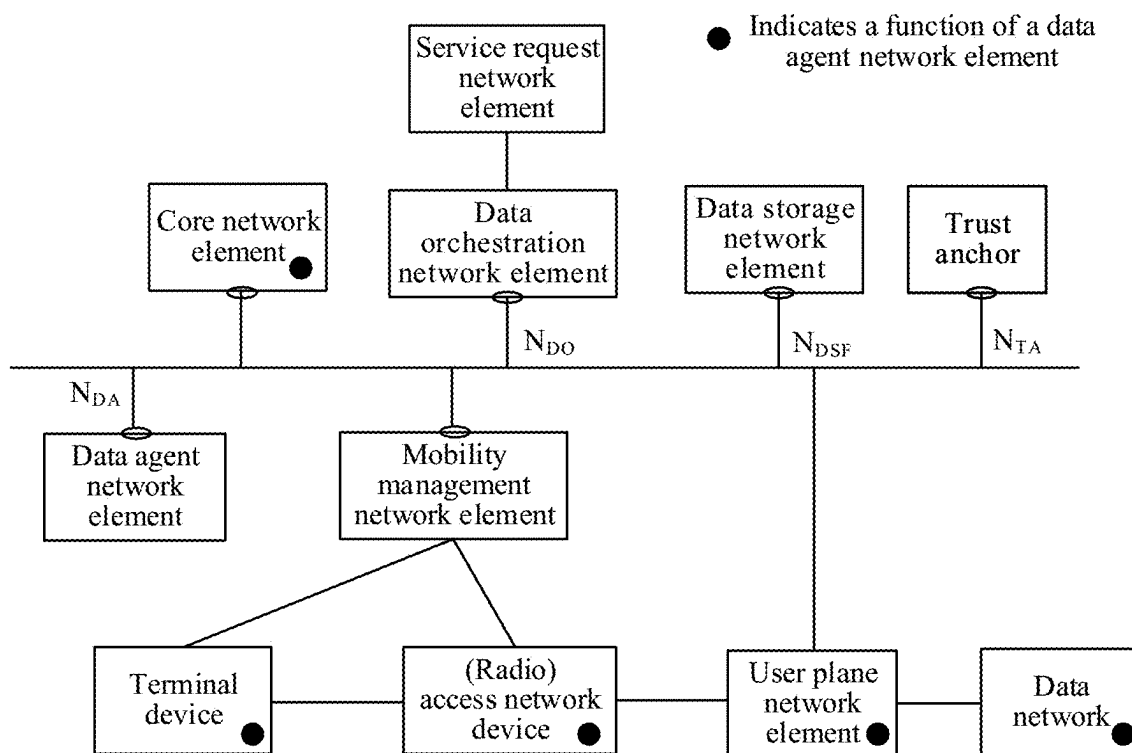 Indicates a function of a data
agent network element
Service request
network
element
Core network
element
Data
orchestration
network element
Data storage
network
element
Trust
anchor
N_DO
N_DSF
N_TA
N_DA
Data agent
network
element
Mobility
management
network element
Terminal
device
(Radio)
access network
device
User plane
network
element
Data
network